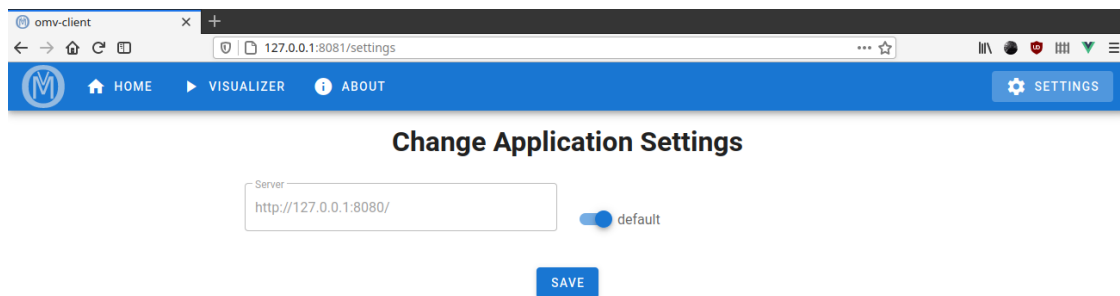 omv-client
127.0.0.1:8081/settings
HOME VISUALIZER ABOUT SETTINGS
Change Application Settings
Server
http://127.0.0.1:8080/
default
SAVE